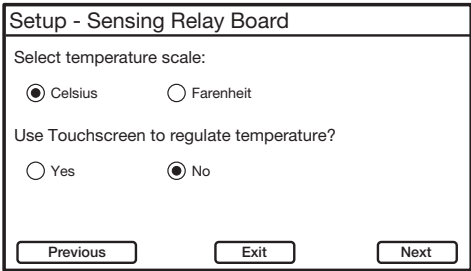 Setup - Sensing Relay Board
Select temperature scale:
Celsius Farenheit
Use Touchscreen to regulate temperature?
Yes No
Previous Exit Next